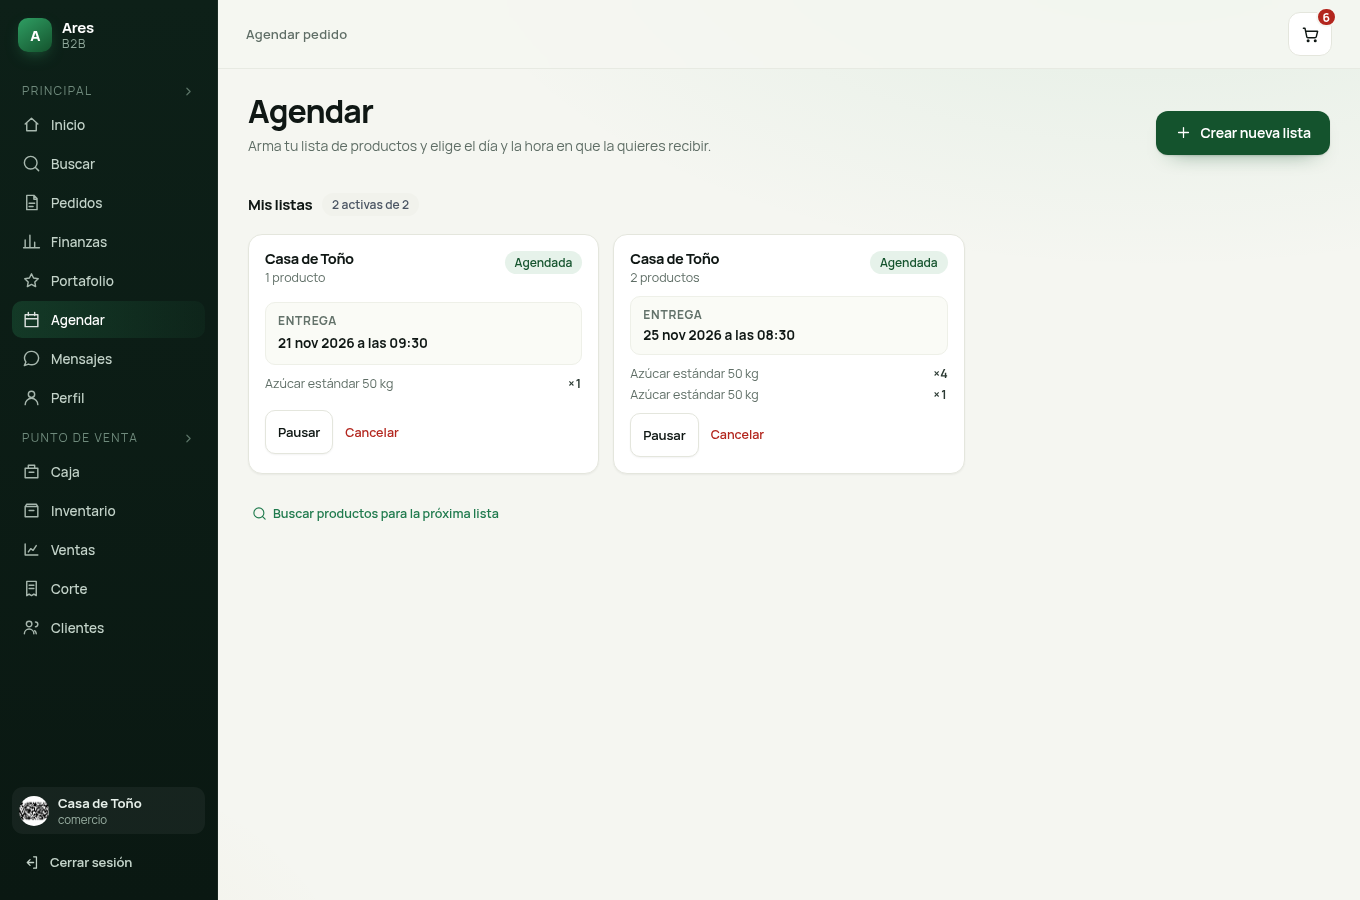 A
Ares
B2B
PRINCIPAL
Inicio
Buscar
Pedidos
Finanzas
Portafolio
Agendar
Mensajes
Perfil
PUNTO DE VENTA
Caja
Inventario
Ventas
Corte
Clientes
Casa de Toño
comercio
Cerrar sesión
Agendar pedido
6
Agendar
Arma tu lista de productos y elige el día y la hora en que la quieres recibir.
Crear nueva lista
Mis listas
2 activas de 2
Casa de Toño
Agendada
1 producto
ENTREGA
21 nov 2026 a las 09:30
Azúcar estándar 50 kg ×1
Pausar
Cancelar
Casa de Toño
Agendada
2 productos
ENTREGA
25 nov 2026 a las 08:30
Azúcar estándar 50 kg ×4
Azúcar estándar 50 kg ×1
Pausar
Cancelar
Buscar productos para la próxima lista